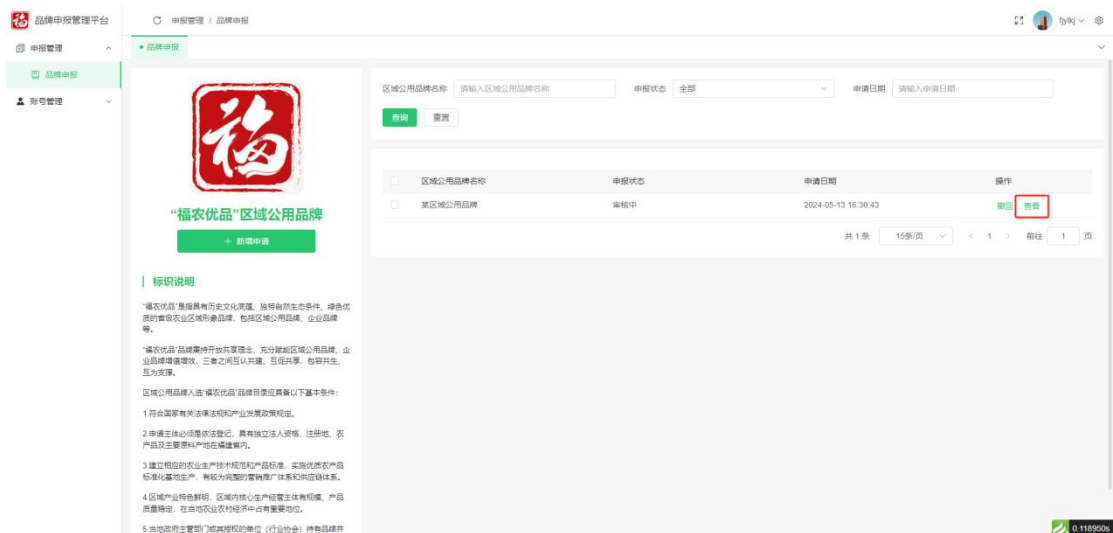 福 品牌申报管理平台
申报管理 / 品牌申报
fjylkj
申报管理
• 品牌申报
品牌申报
账号管理
福
“福农优品”区域公用品牌
+ 新增申请
标识说明
“福农优品”是指具有历史文化底蕴、独特自然生态条件、绿色优
质的省级农业区域形象品牌，包括区域公用品牌、企业品牌
等。
“福农优品”品牌秉持开放共享理念，充分赋能区域公用品牌、企
业品牌增值增效，三者之间互认共建、互促共享，包容共生、
互为支撑。
区域公用品牌入选“福农优品”品牌目录应具备以下基本条件：
1.符合国家有关法律法规和产业发展政策规定。
2.申请主体必须是依法登记，具有独立法人资格，注册地、农
产品及主要原料产地在福建省内。
3.建立相应的农业生产技术规范和产品标准，实施优质农产品
标准化基地生产，有较为完整的营销推广体系和供应链体系。
4.区域产业特色鲜明，区域内核心生产经营主体有规模，产品
质量稳定，在当地农业农村经济中占有重要地位。
5.当地政府主管部门或其授权的单位（行业协会）持有品牌并
区域公用品牌名称 请输入区域公用品牌名称 申报状态 全部 申请日期 请输入申请日期
查询 重置
区域公用品牌名称 申报状态 申请日期 操作
某区域公用品牌 审核中 2024-05-13 16:30:43 撤回 查看
共 1 条 15条/页 < 1 > 前往 1 页
0.118950s